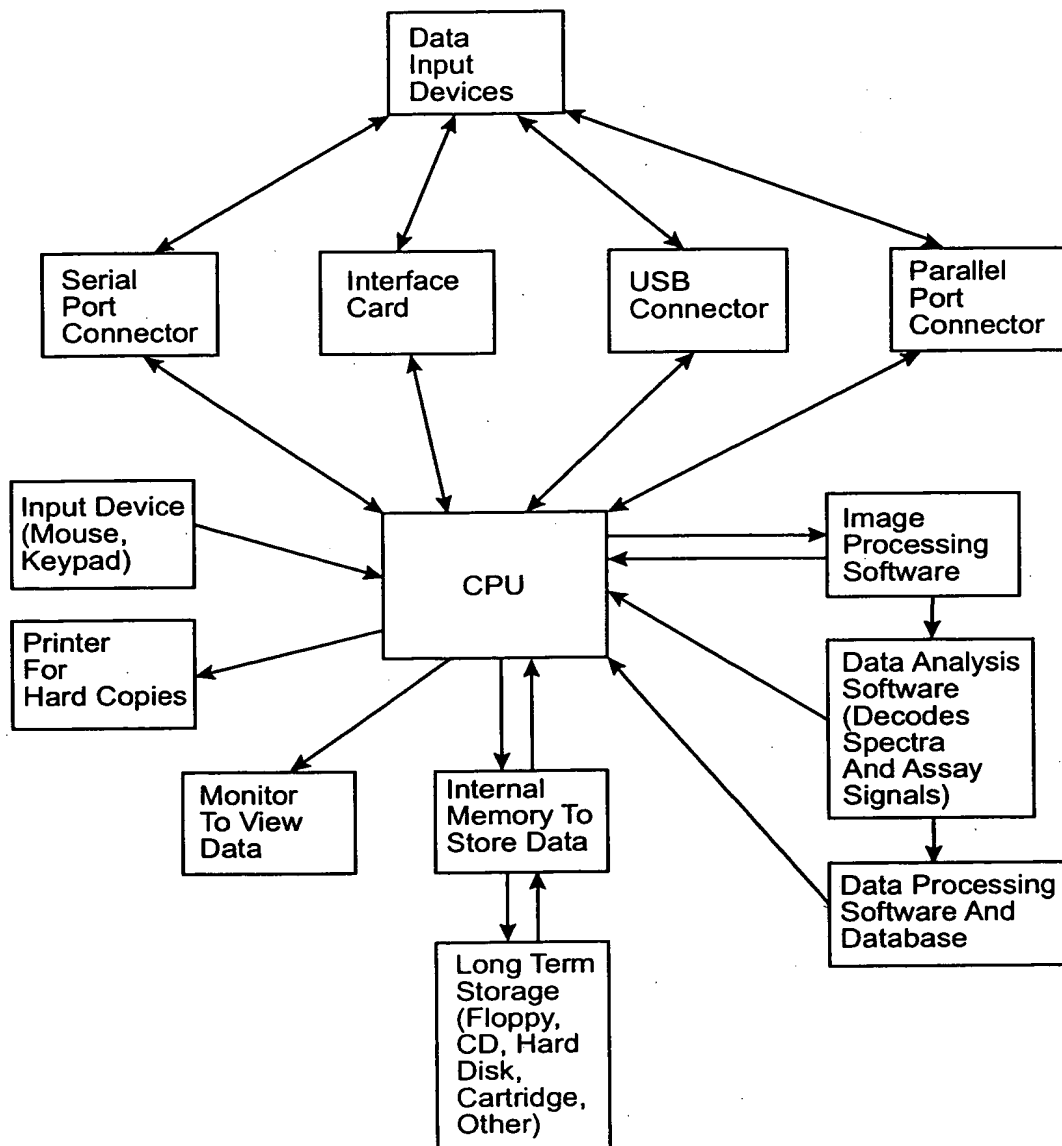 Data
Input
Devices
Serial
Port
Connector
Interface
Card
USB
Connector
Parallel
Port
Connector
Input Device
(Mouse,
Keypad)
CPU
Image
Processing
Software
Printer
For
Hard Copies
Data Analysis
Software
(Decodes
Spectra
And Assay
Signals)
Monitor
To View
Data
Internal
Memory To
Store Data
Data Processing
Software And
Database
Long Term
Storage
(Floppy,
CD, Hard
Disk,
Cartridge,
Other)